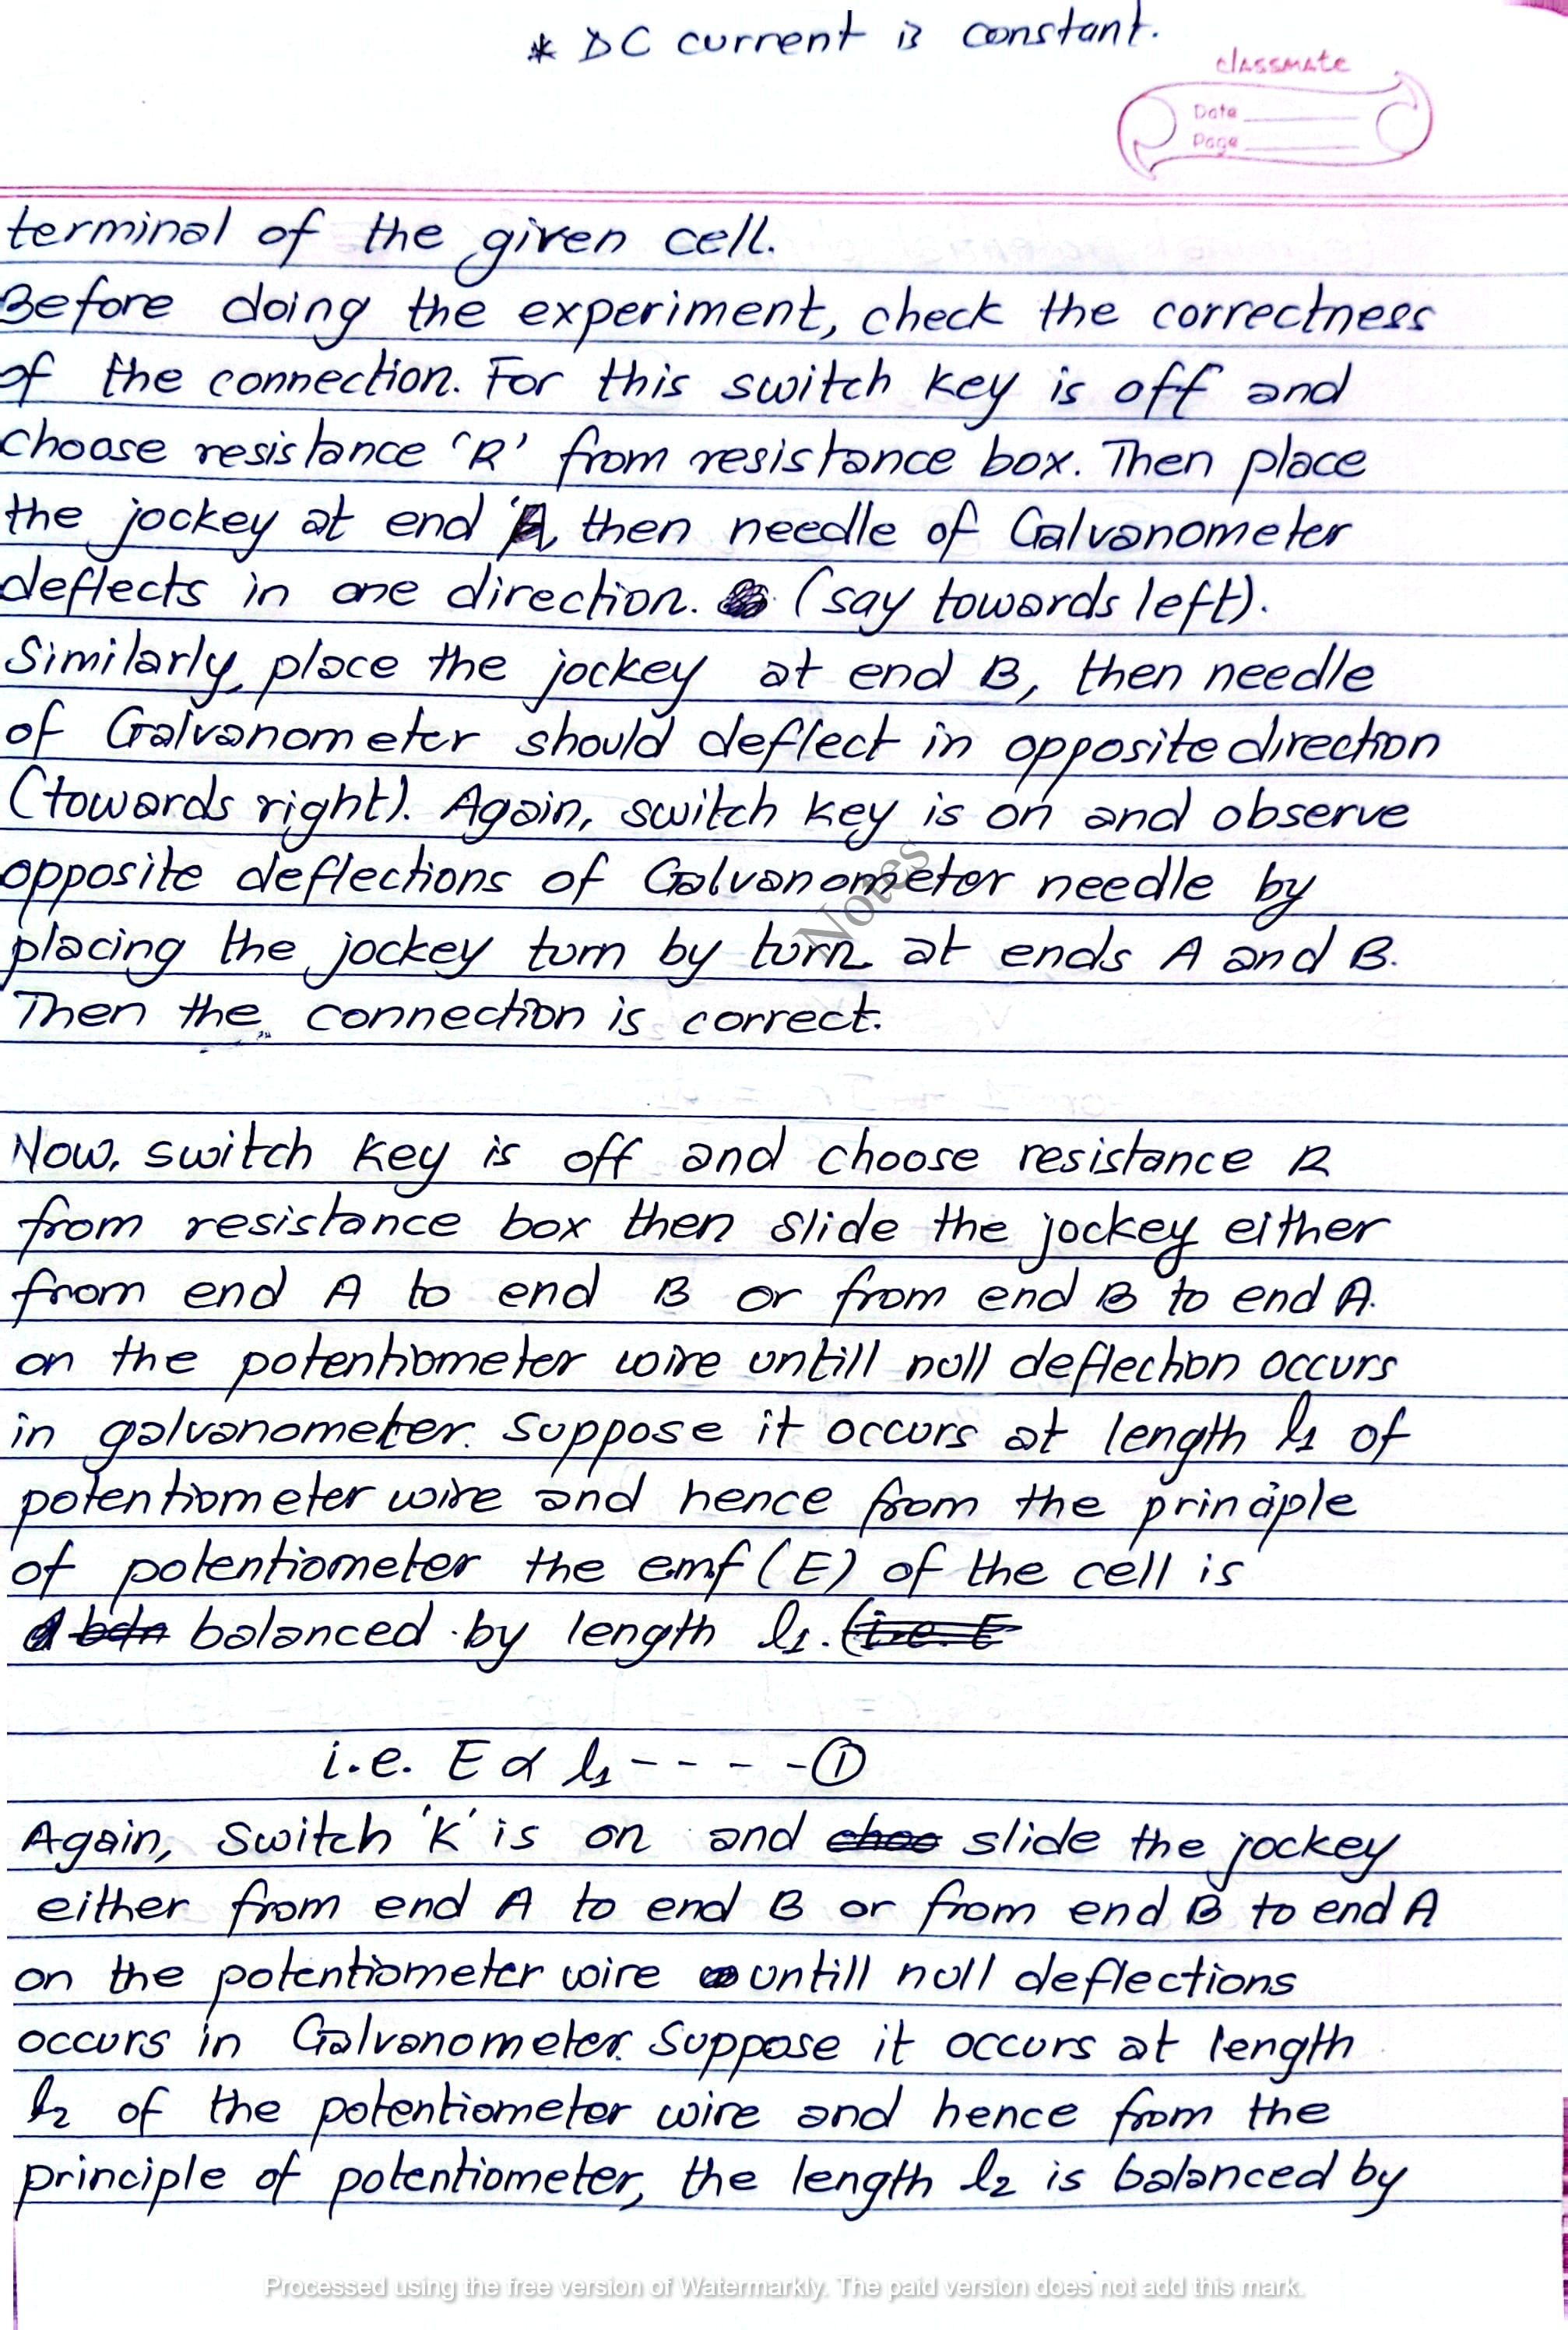 * DC current is constant.
classmate
Date
Page
terminal of the given cell.
Before doing the experiment, check the correctness
of the connection. For this switch key is off and
choose resistance 'R' from resistance box. Then place
the jockey at end 'A, then needle of Galvanometer
deflects in one direction. (say towards left).
Similarly, place the jockey at end B, then needle
of Galvanometer should deflect in opposite direction
(towards right). Again, switch key is on and observe
opposite deflections of Galvanometer needle by
Notes
placing the jockey turn by turn at ends A and B.
Then the connection is correct.
Now, switch key is off and choose resistance R
from resistance box then slide the jockey either
from end A to end B or from end B to end A.
on the potentiometer wire untill null deflection occurs
in galvanometer. Suppose it occurs at length l1 of
potentiometer wire and hence from the principle
of potentiometer the emf (E) of the cell is
balanced by length l1. (i.e. E
i.e. E ∝ l1 - - - - ①
Again, Switch 'K' is on and choo slide the jockey
either from end A to end B or from end B to end A
on the potentiometer wire untill null deflections
occurs in Galvanometer. Suppose it occurs at length
l2 of the potentiometer wire and hence from the
principle of potentiometer, the length l2 is balanced by
Processed using the free version of Watermarkly. The paid version does not add this mark.